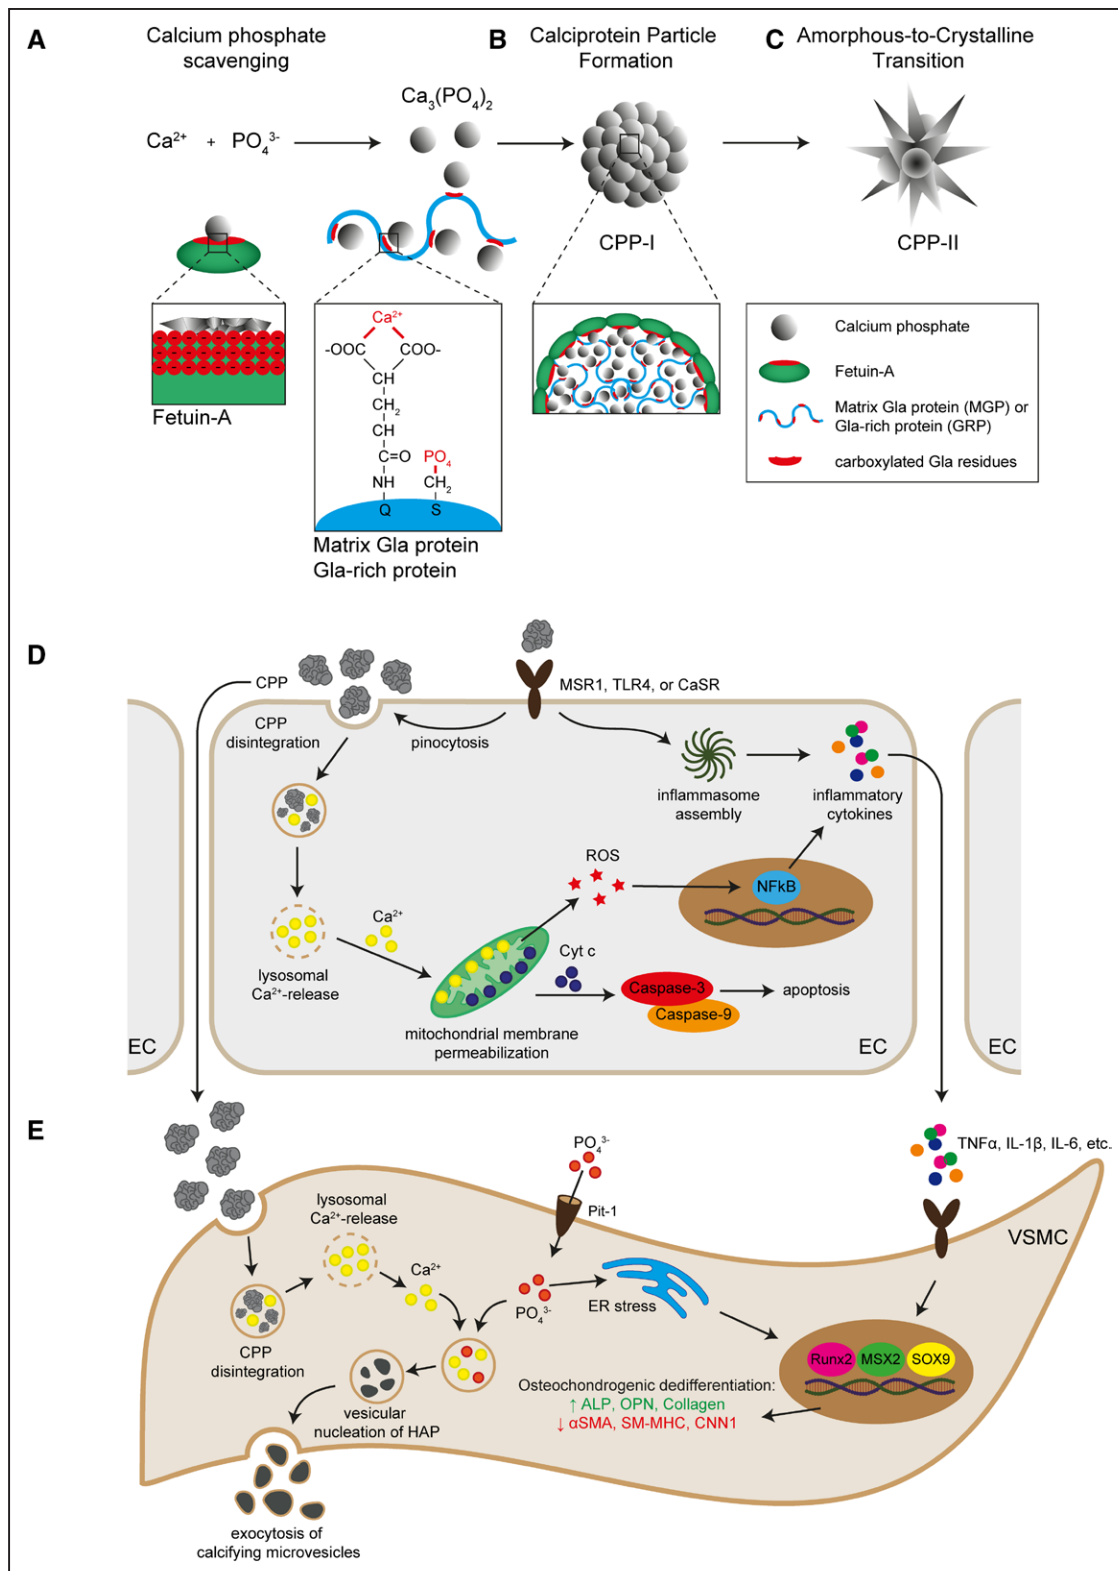 A
Calcium phosphate
scavenging
B
Calciprotein Particle
Formation
C
Amorphous-to-Crystalline
Transition
Ca²⁺ + PO₄³⁻
Ca₃(PO₄)₂
CPP-I
CPP-II
Fetuin-A
Ca²⁺
-OOC
COO-
C
C
CH
CH₂
CH
C=O
PO₄
NH
CH₂
Q
S
Matrix Gla protein
Gla-rich protein
Calcium phosphate
Fetuin-A
Matrix Gla protein (MGP) or
Gla-rich protein (GRP)
carboxylated Gla residues
D
CPP
MSR1, TLR4, or CaSR
CPP
disintegration
pinocytosis
inflammasome
assembly
inflammatory
cytokines
ROS
NFkB
Ca²⁺
Cyt c
lysosomal
Ca²⁺-release
Caspase-3
Caspase-9
apoptosis
mitochondrial membrane
permeabilization
EC
EC
EC
E
PO₄³⁻
TNFα, IL-1β, IL-6, etc.
Pit-1
VSMC
lysosomal
Ca²⁺-release
Ca²⁺
PO₄³⁻
ER stress
CPP
disintegration
Runx2
MSX2
SOX9
Osteochondrogenic dedifferentiation:
↑ ALP, OPN, Collagen
↓ αSMA, SM-MHC, CNN1
vesicular
nucleation of HAP
exocytosis of
calcifying microvesicles